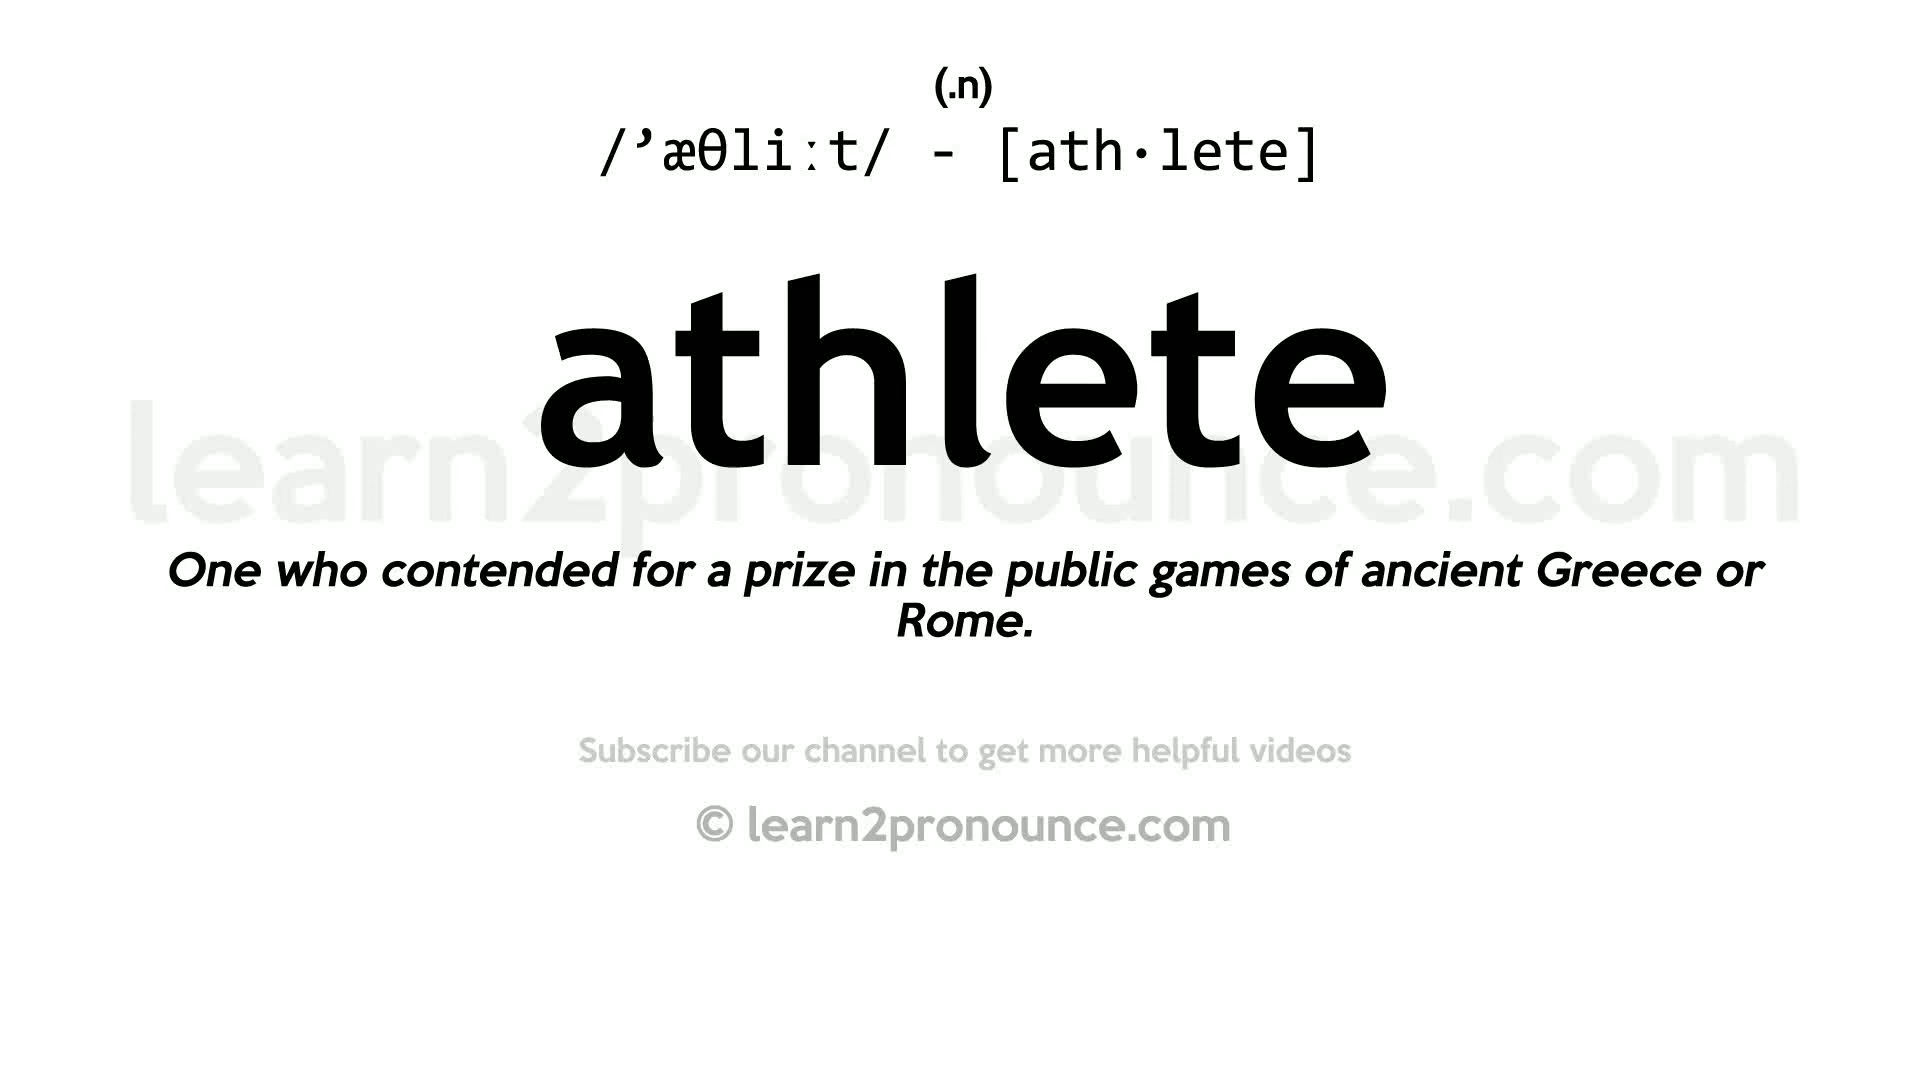 (.n)
/’æθliːt/ - [ath·lete]
athlete
learn2pronounce.com
One who contended for a prize in the public games of ancient Greece or
Rome.
Subscribe our channel to get more helpful videos
© learn2pronounce.com